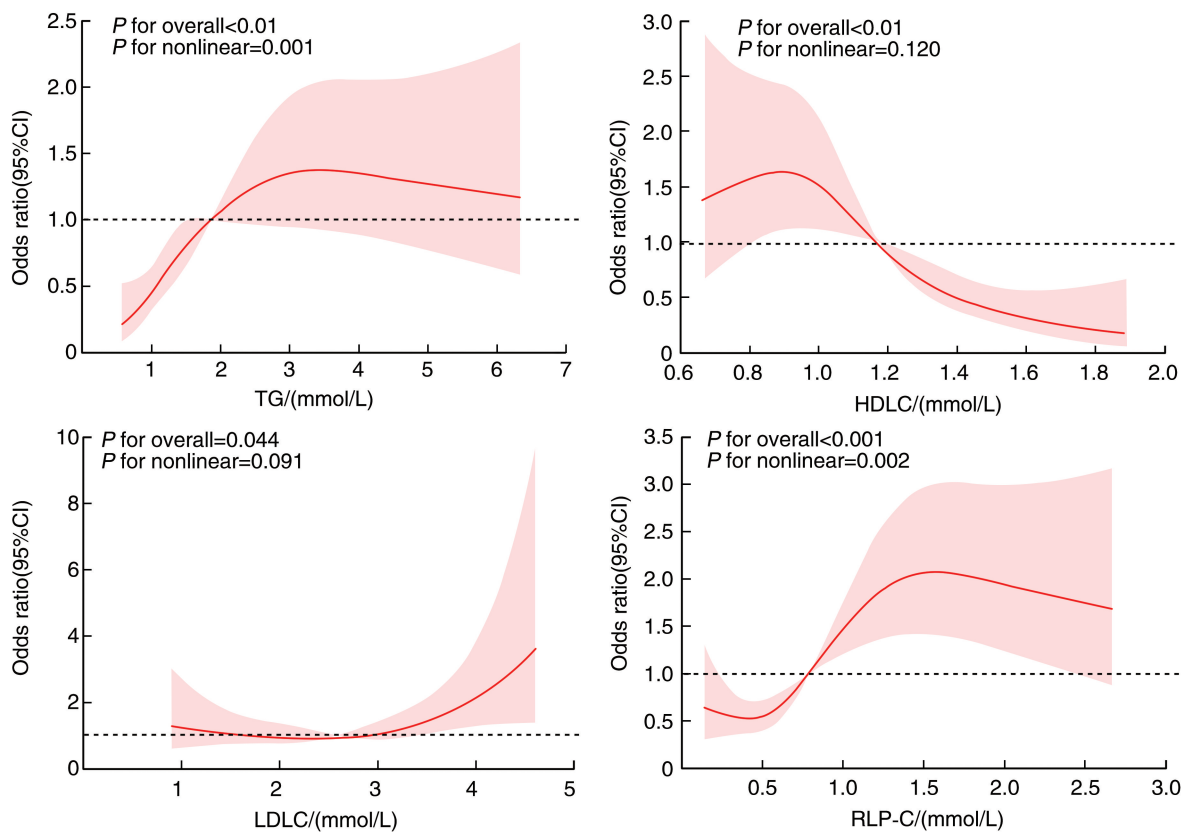 P for overall<0.01
P for nonlinear=0.001
Odds ratio(95%CI)
2.5
2.0
1.5
1.0
0.5
0
1 2 3 4 5 6 7
TG/(mmol/L)
P for overall<0.01
P for nonlinear=0.120
Odds ratio(95%CI)
3.0
2.5
2.0
1.5
1.0
0.5
0
0.6 0.8 1.0 1.2 1.4 1.6 1.8 2.0
HDLC/(mmol/L)
P for overall=0.044
P for nonlinear=0.091
Odds ratio(95%CI)
10
8
6
4
2
0
1 2 3 4 5
LDLC/(mmol/L)
P for overall<0.001
P for nonlinear=0.002
Odds ratio(95%CI)
3.5
3.0
2.5
2.0
1.5
1.0
0.5
0
0.5 1.0 1.5 2.0 2.5 3.0
RLP-C/(mmol/L)